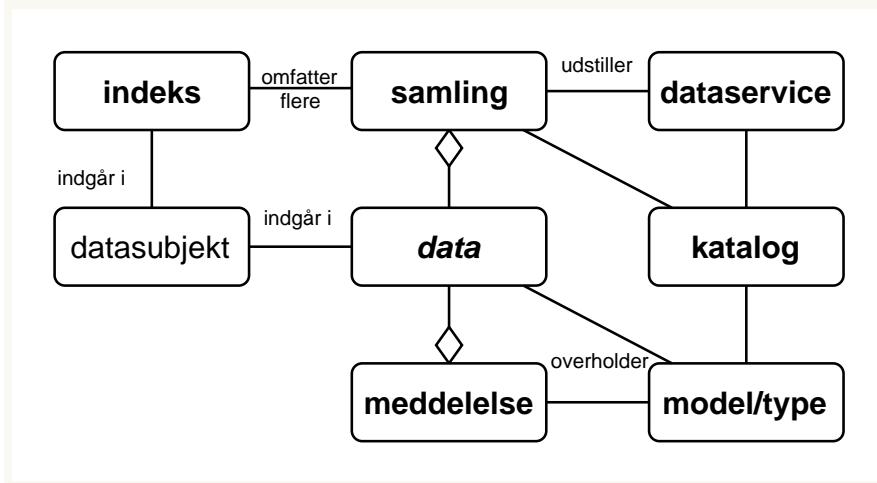 indeks
omfatter
flere
samling
udstiller
dataservice
indgår i
datasubjekt
indgår i
data
katalog
meddelelse
overholder
model/type